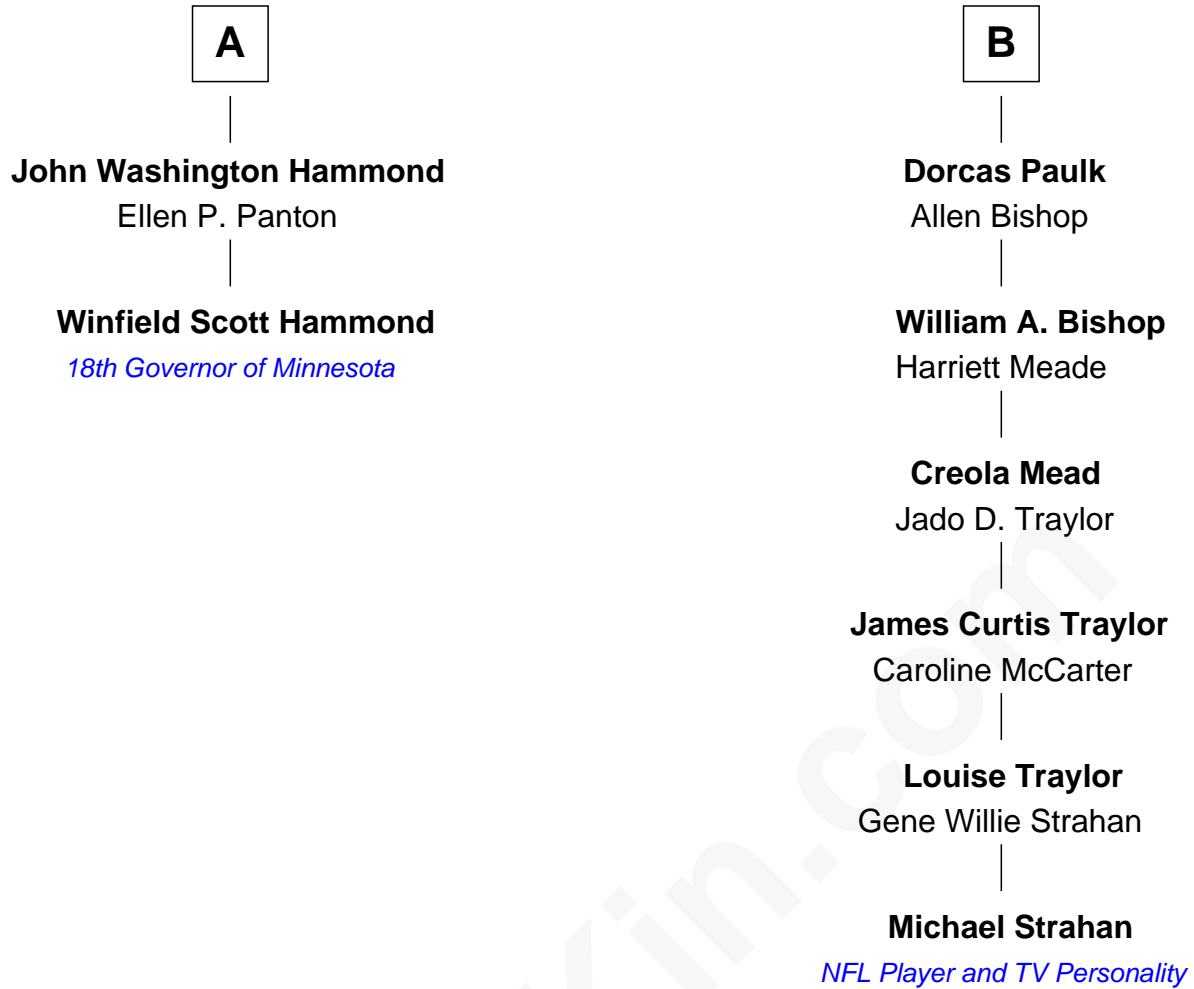 A
John Washington Hammond
Ellen P. Panton
Winfield Scott Hammond
18th Governor of Minnesota
B
Dorcas Paulk
Allen Bishop
William A. Bishop
Harriett Meade
Creola Mead
Jado D. Traylor
James Curtis Traylor
Caroline McCarter
Louise Traylor
Gene Willie Strahan
Michael Strahan
NFL Player and TV Personality
Kin.com